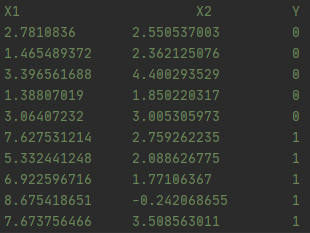 X1 X2 Y
2.7810836 2.550537003 0
1.465489372 2.362125076 0
3.396561688 4.400293529 0
1.38807019 1.850220317 0
3.06407232 3.005305973 0
7.627531214 2.759262235 1
5.332441248 2.088626775 1
6.922596716 1.77106367 1
8.675418651 -0.242068655 1
7.673756466 3.508563011 1